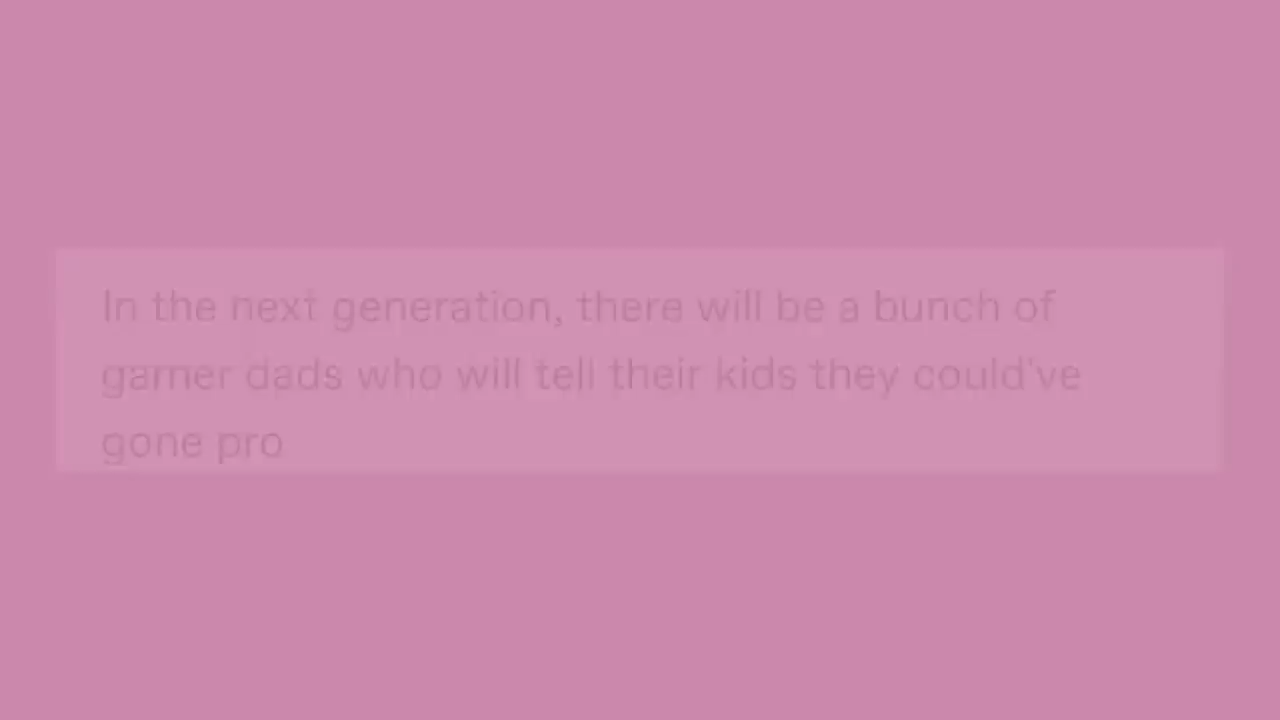 In the next generation, there will be a bunch of
gamer dads who will tell their kids they could've
gone pro